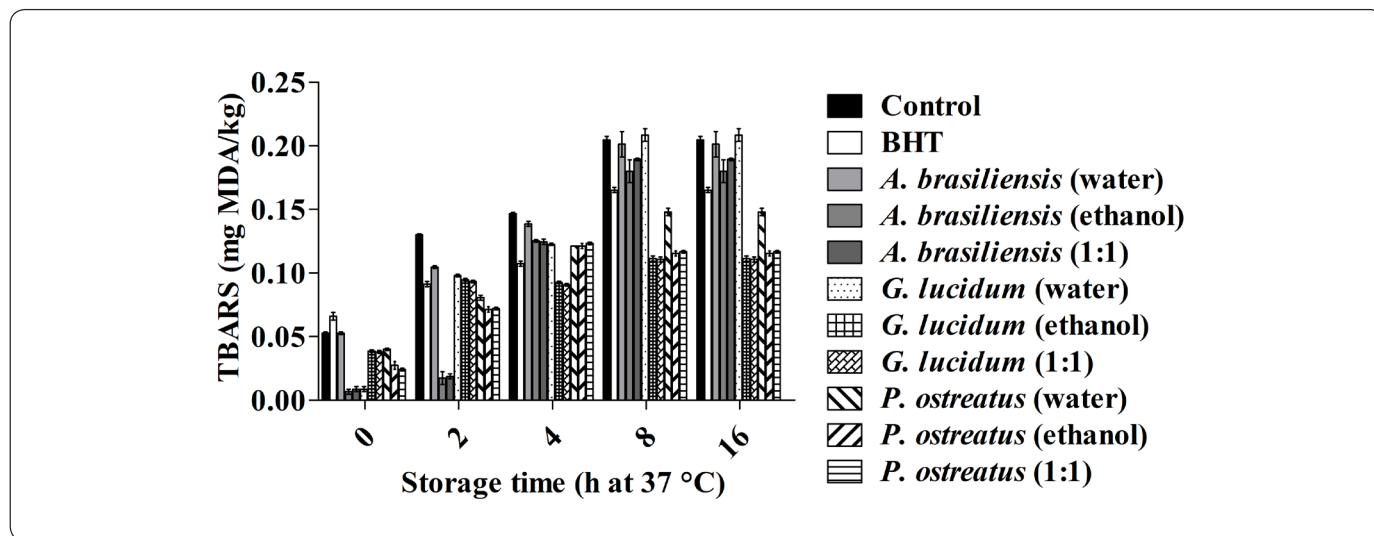 TBARS (mg MDA/kg)
0.25
0.20
0.15
0.10
0.05
0.00
0
2
4
8
16
Storage time (h at 37 °C)
Control
BHT
A. brasiliensis (water)
A. brasiliensis (ethanol)
A. brasiliensis (1:1)
G. lucidum (water)
G. lucidum (ethanol)
G. lucidum (1:1)
P. ostreatus (water)
P. ostreatus (ethanol)
P. ostreatus (1:1)